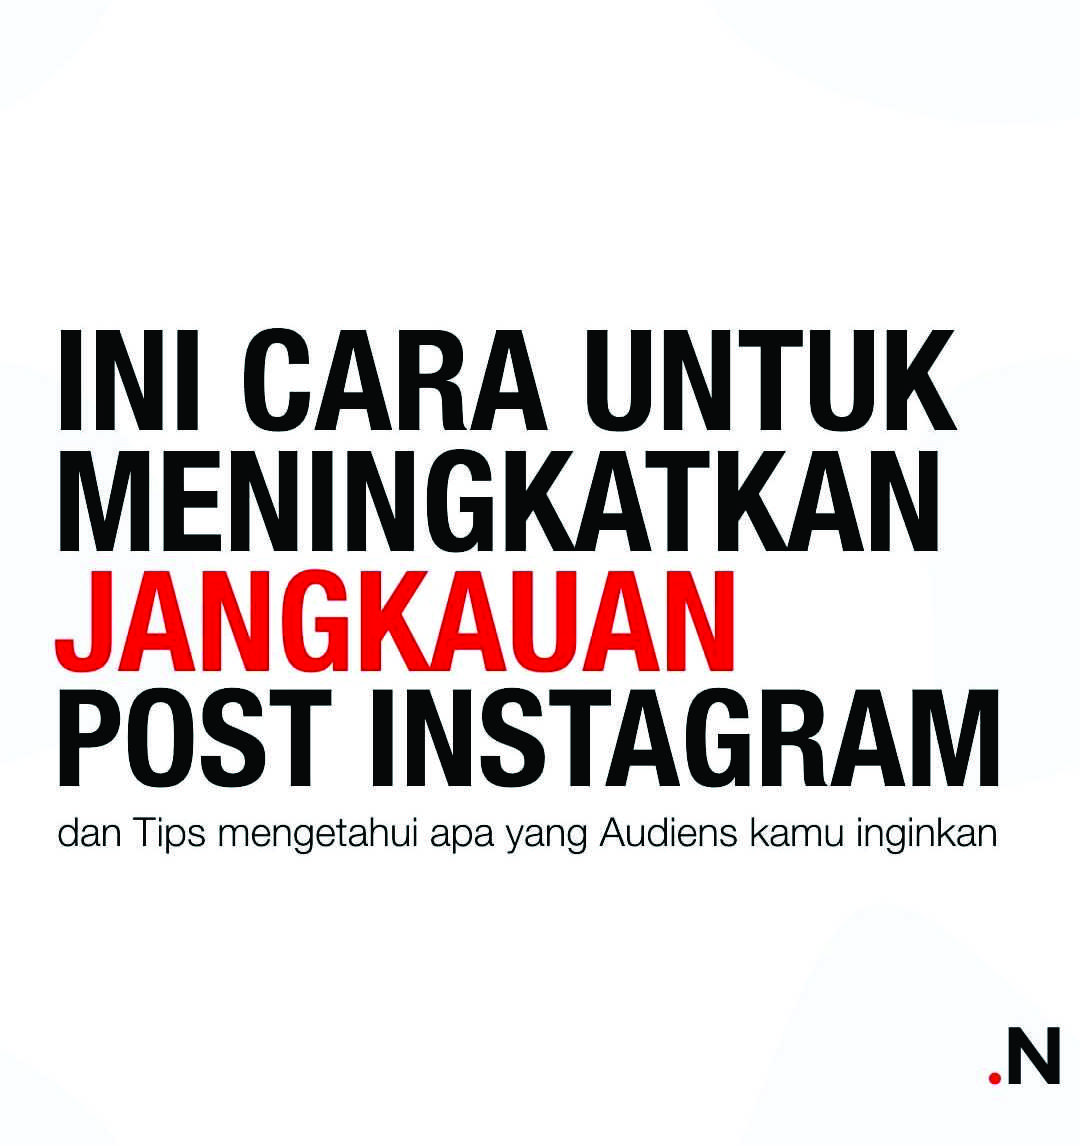 INI CARA UNTUK
MENINGKATKAN
JANGKAUAN
POST INSTAGRAM
dan Tips mengetahui apa yang Audiens kamu inginkan
.N